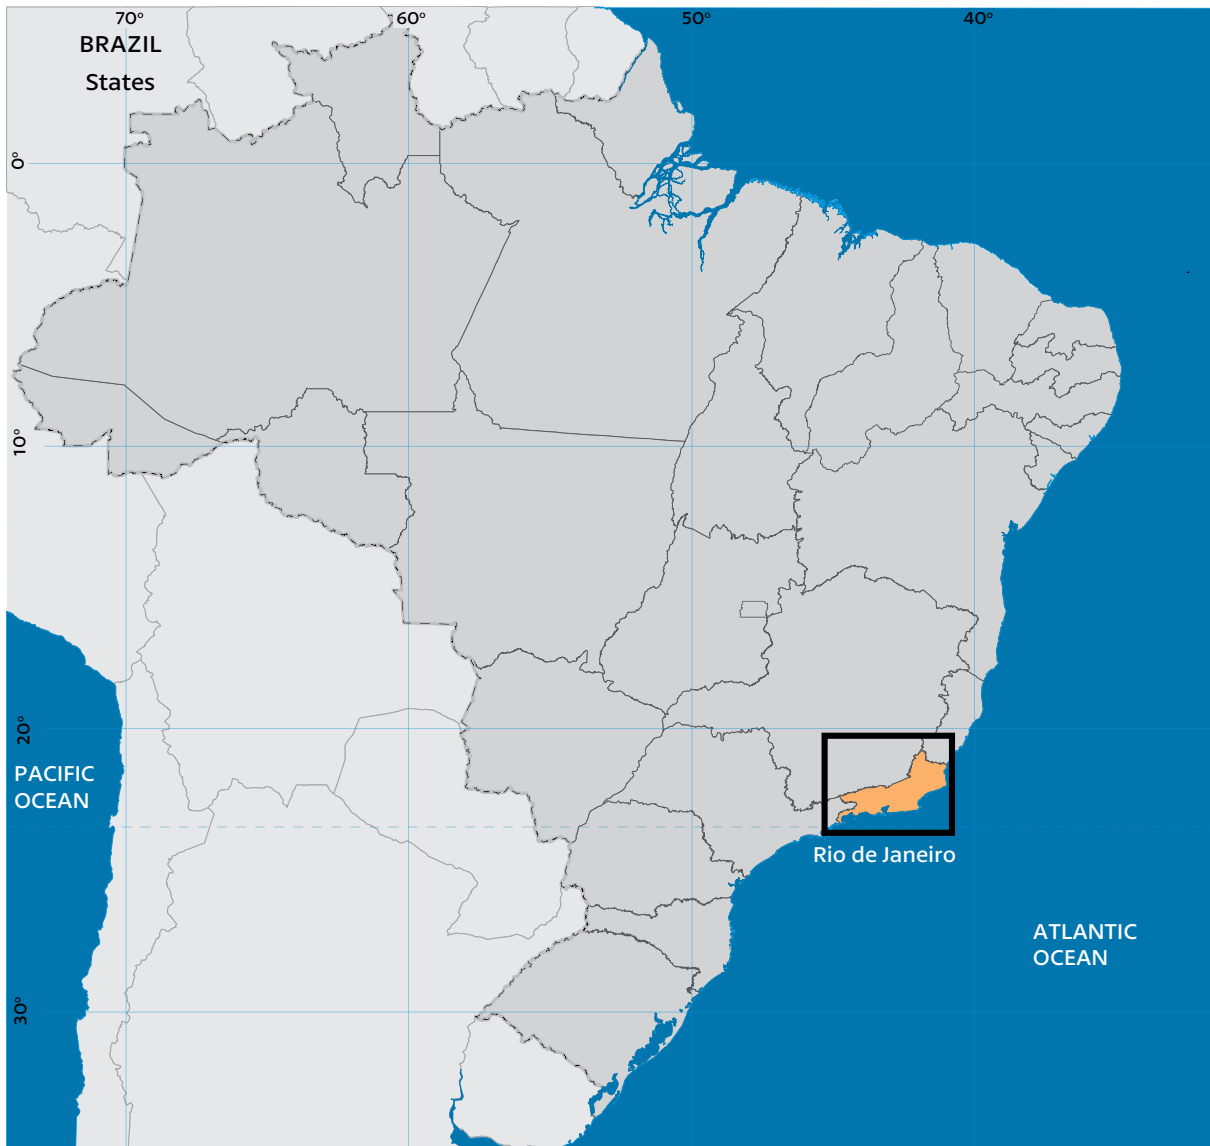 70°
60°
50°
40°
BRAZIL
States
0°
10°
20°
PACIFIC
OCEAN
Rio de Janeiro
ATLANTIC
OCEAN
30°